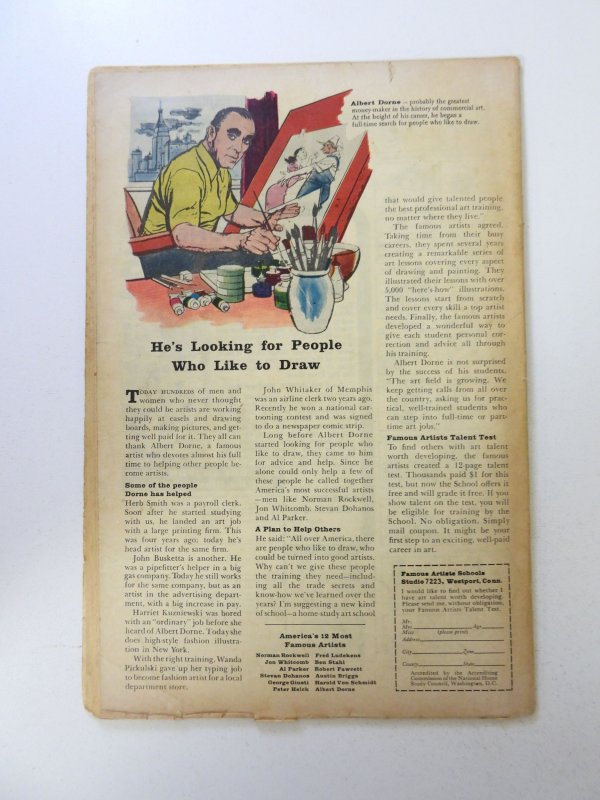 Albert Dorne – probably the greatest
money-maker in the history of commercial art.
At the height of his career, he began a
full-time search for people who like to draw.
He's Looking for People
Who Like to Draw
TODAY HUNDREDS of men and
women who never thought
they could be artists are working
happily at easels and drawing
boards, making pictures, and get-
ting well paid for it. They all can
thank Albert Dorne, a famous
artist who devotes almost his full
time to helping other people be-
come artists.
Some of the people
Dorne has helped
Herb Smith was a payroll clerk.
Soon after he started studying
with us, he landed an art job
with a large printing firm. This
was four years ago; today he's
head artist for the same firm.
John Busketta is another. He
was a pipefitter's helper in a big
gas company. Today he still works
for the same company, but as an
artist in the advertising depart-
ment, with a big increase in pay.
Harriet Kuzniewski was bored
with an "ordinary" job before she
heard of Albert Dorne. Today she
does high-style fashion illustra-
tion in New York.
With the right training, Wanda
Pickulski gave up her typing job
to become fashion artist for a local
department store.
John Whitaker of Memphis
was an airline clerk two years ago.
Recently he won a national car-
tooning contest and was signed
to do a newspaper comic strip.
Long before Albert Dorne
started looking for people who
like to draw, they came to him
for advice and help. Since he
alone could only help a few of
these people he called together
America's most successful artists
–men like Norman Rockwell,
Jon Whitcomb, Stevan Dohanos
and Al Parker.
A Plan to Help Others
He said: "All over America, there
are people who like to draw, who
could be turned into good artists.
Why can't we give these people
the training they need—includ-
ing all the trade secrets and
know-how we've learned over the
years? I'm suggesting a new kind
of school—a home study art school
America's 12 Most
Famous Artists
Norman Rockwell Fred Ludekens
Jon Whitcomb Ben Stahl
Al Parker Robert Fawcett
Stevan Dohanos Austin Briggs
George Giusti Harold Von Schmidt
Peter Helck Albert Dorne
that would give talented people
the best professional art training,
no matter where they live."
The famous artists agreed.
Taking time from their busy
careers, they spent several years
creating a remarkable series of
art lessons covering every aspect
of drawing and painting. They
illustrated their lessons with over
5,000 "here's-how" illustrations.
The lessons start from scratch
and cover every skill a top artist
needs. Finally, the famous artists
developed a wonderful way to
give each student personal cor-
rection and advice all through
his training.
Albert Dorne is not surprised
by the success of his students.
"The art field is growing. We
keep getting calls from all over
the country, asking us for prac-
tical, well-trained students who
can step into full-time or part-
time art jobs."
Famous Artists Talent Test
To find others with art talent
worth developing, the famous
artists created a 12-page talent
test. Thousands paid $1 for this
test, but now the School offers it
free and will grade it free. If you
show talent on the test, you will
be eligible for training by the
School. No obligation. Simply
mail coupon. It might be your
first step to an exciting, well-paid
career in art.
Famous Artists Schools
Studio 7223, Westport, Conn.
I would like to find out whether I
have art talent worth developing.
Please send me, without obligation,
your Famous Artists Talent Test.
Mr.
Mrs. Age
Miss (please print)
Address
City Zone
County State
Accredited by the Accrediting
Commission of the National Home
Study Council, Washington, D.C.